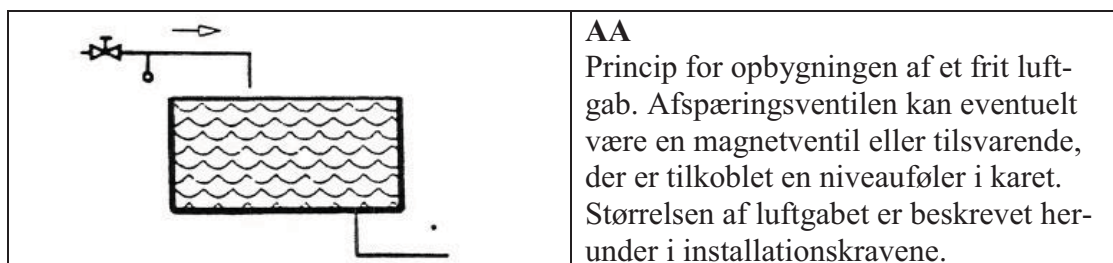 AA
Princip for opbygningen af et frit luft-
gab. Afspæringsventilen kan eventuelt
være en magnetventil eller tilsvarende,
der er tilkoblet en niveauføler i karet.
Størrelsen af luftgabet er beskrevet her-
under i installationskravene.